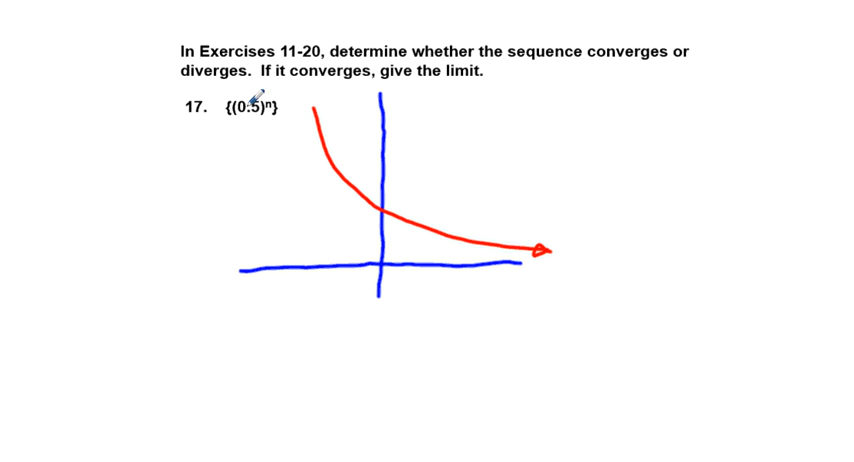 In Exercises 11-20, determine whether the sequence converges or
diverges. If it converges, give the limit.
17. {(0.5)ⁿ}